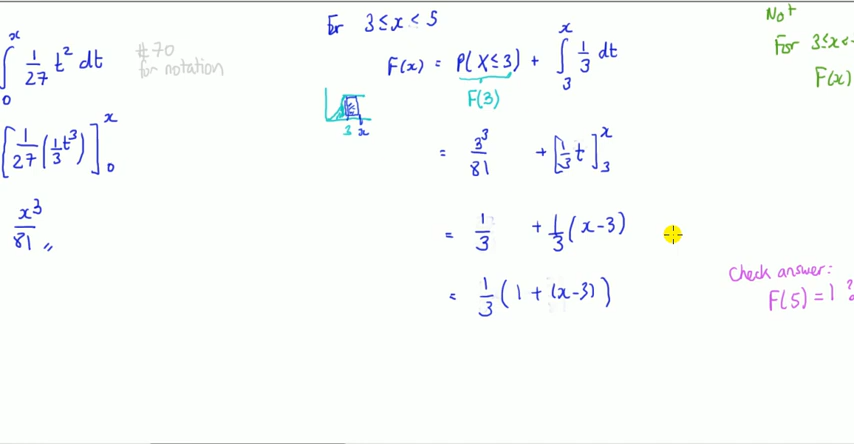 ∫₀ˣ 1/27 t² dt
#70
for notation
[1/27 (1/3 t³)]₀ˣ
x³/81 〃
For 3 ≤ x < 5
F(x) = P(X ≤ 3) + ∫₃ˣ 1/3 dt
F(3)
3 x
= 3³/81 + [1/3 t]₃ˣ
= 1/3 + 1/3 (x-3)
= 1/3 (1 + (x-3))
Not
For 3 ≤ x <
F(x)
Check answer:
F(5) = 1 ?